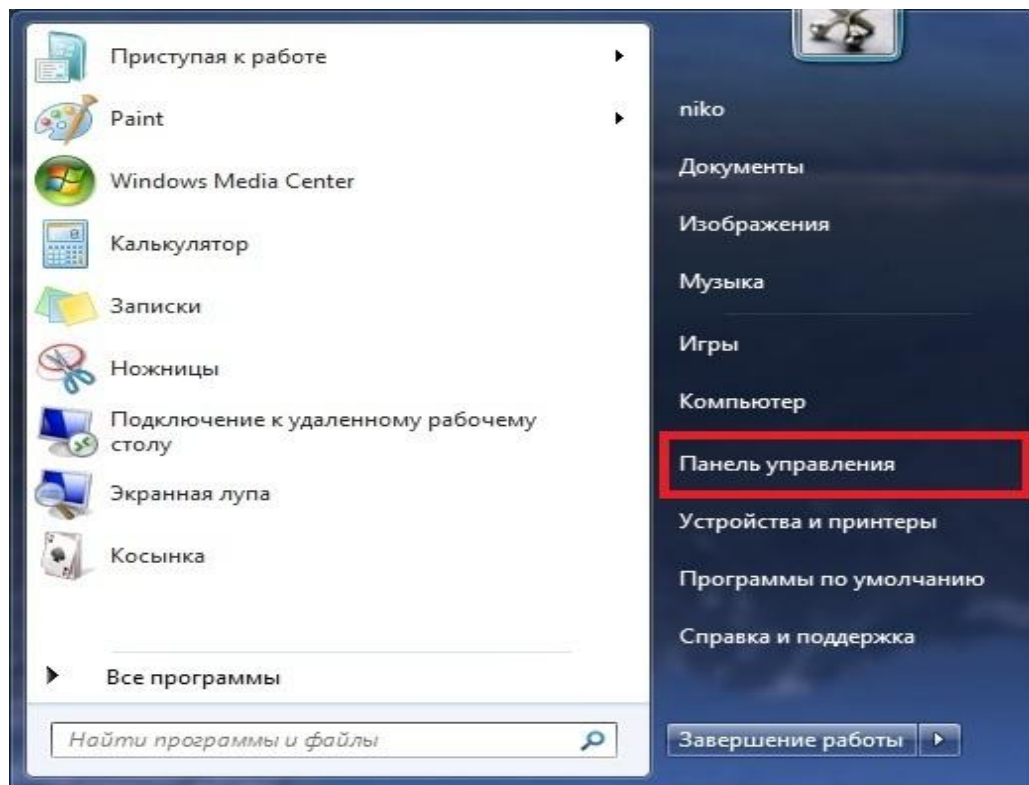 Приступая к работе
Paint
Windows Media Center
Калькулятор
Записки
Ножницы
Подключение к удаленному рабочему
столу
Экранная лупа
Косынка
Все программы
Найти программы и файлы
niko
Документы
Изображения
Музыка
Игры
Компьютер
Панель управления
Устройства и принтеры
Программы по умолчанию
Справка и поддержка
Завершение работы